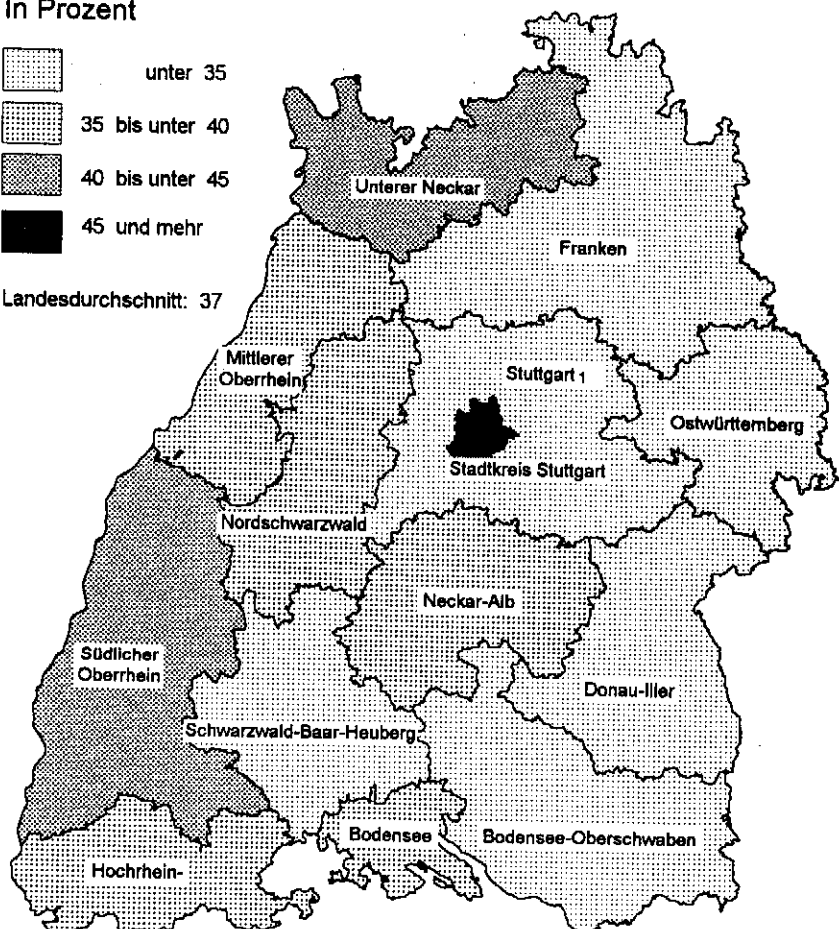 In Prozent
unter 35
35 bis unter 40
40 bis unter 45
45 und mehr
Landesdurchschnitt: 37
Unterer Neckar
Franken
Mittlerer
Oberrhein
Stuttgart 1
Ostwürttemberg
Stadtkreis Stuttgart
Nordschwarzwald
Neckar-Alb
Südlicher
Oberrhein
Donau-Iller
Schwarzwald-Baar-Heuberg
Bodensee
Bodensee-Oberschwaben
Hochrhein-